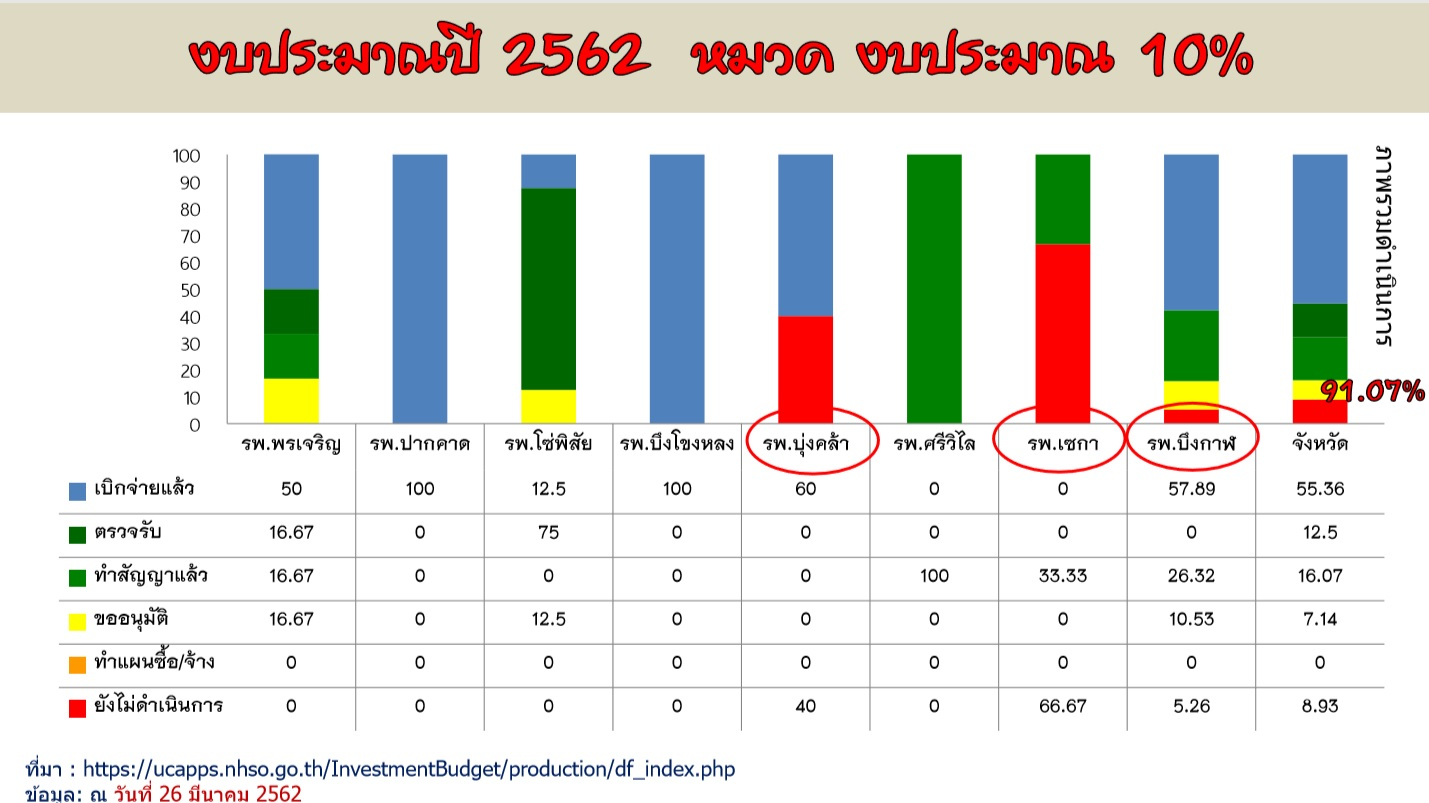 งบประมาณปี 2562 หมวด งบประมาณ 10%
100
90
80
70
60
50
40
30
20
10
0
ภาพรวมดำเนินการ
91.07%
รพ.พรเจริญ รพ.ปากคาด รพ.โซ่พิสัย รพ.บึงโขงหลง รพ.บุ่งคล้า รพ.ศรีวิไล รพ.เซกา รพ.บึงกาฬ จังหวัด
เบิกจ่ายแล้ว 50 100 12.5 100 60 0 0 57.89 55.36
ตรวจรับ 16.67 0 75 0 0 0 0 0 12.5
ทำสัญญาแล้ว 16.67 0 0 0 0 100 33.33 26.32 16.07
ขออนุมัติ 16.67 0 12.5 0 0 0 0 10.53 7.14
ทำแผนซื้อ/จ้าง 0 0 0 0 0 0 0 0 0
ยังไม่ดำเนินการ 0 0 0 0 40 0 66.67 5.26 8.93
ที่มา : https://ucapps.nhso.go.th/InvestmentBudget/production/df_index.php
ข้อมูล: ณ วันที่ 26 มีนาคม 2562